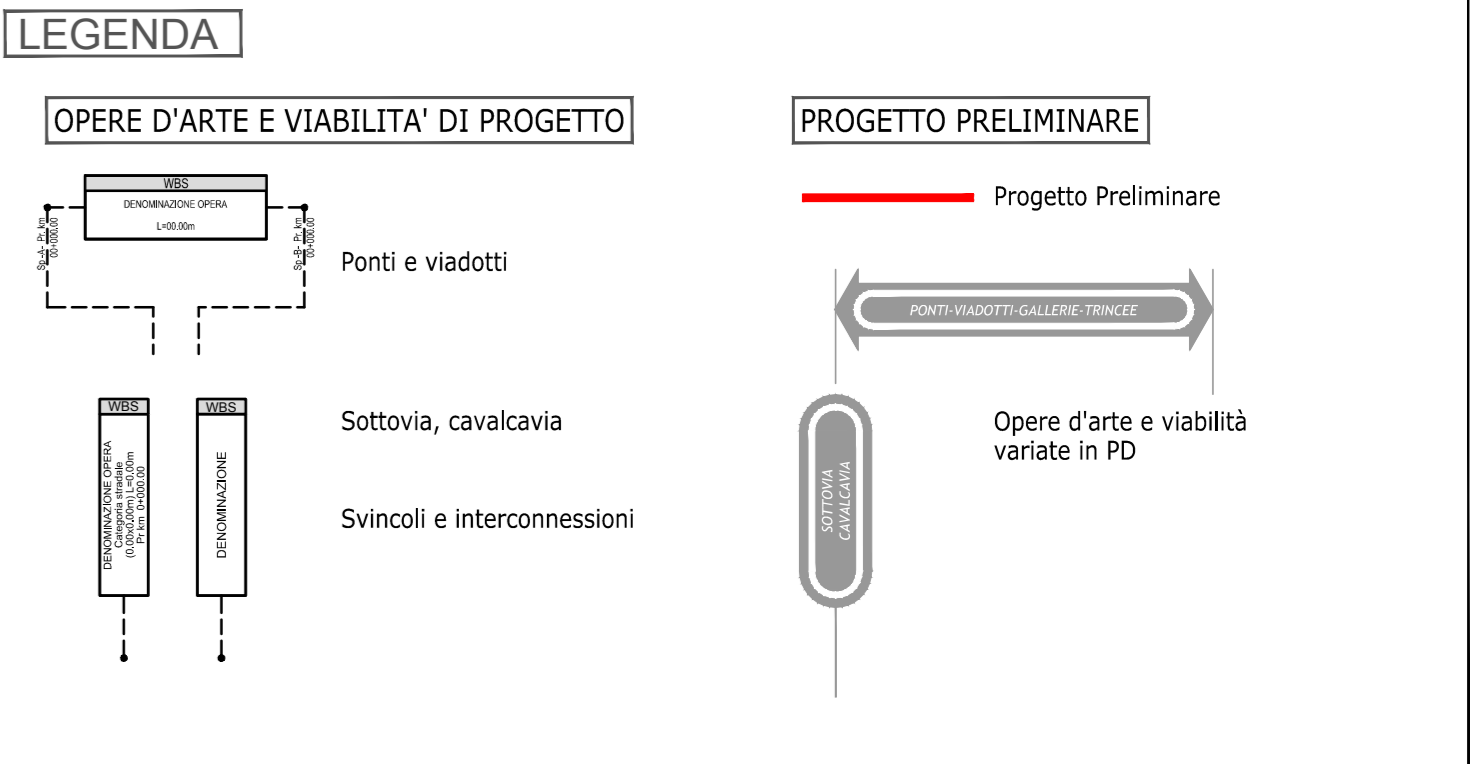 LEGENDA
OPERE D'ARTE E VIABILITA' DI PROGETTO
WBS
DENOMINAZIONE OPERA
L=00.00m
Sp.-A- Pr. km
00+000.00
Sp.-B- Pr. km
00+000.00
Ponti e viadotti
WBS
DENOMINAZIONE OPERA
Categoria stradale
(0.00x0.00m) L=0.00m
Pr km 0+000.00
WBS
DENOMINAZIONE
Sottovia, cavalcavia
Svincoli e interconnessioni
PROGETTO PRELIMINARE
Progetto Preliminare
PONTI-VIADOTTI-GALLERIE-TRINCEE
SOTTOVIA
CAVALCAVIA
Opere d'arte e viabilità
variate in PD